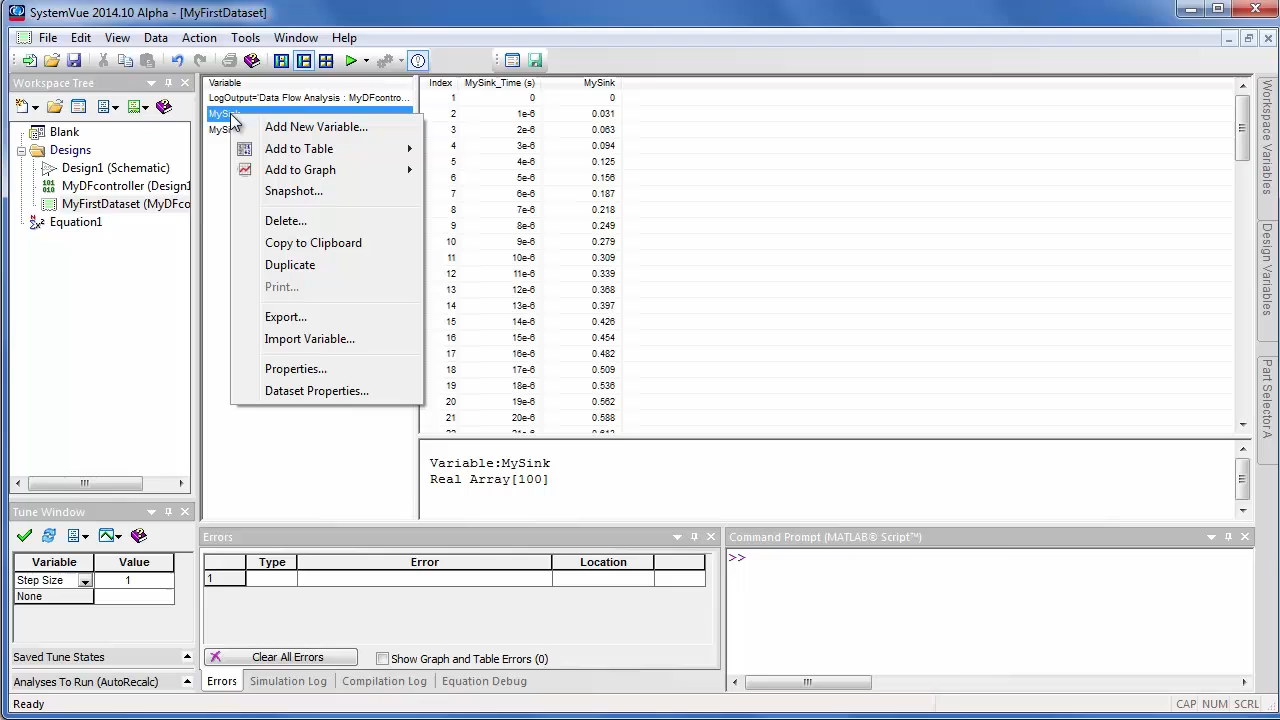 SystemVue 2014.10 Alpha - [MyFirstDataset]
File Edit View Data Action Tools Window Help
Workspace Tree
Blank
Designs
Design1 (Schematic)
MyDFcontroller (Design1
MyFirstDataset (MyDFco
Equation1
Variable
LogOutput='Data Flow Analysis : MyDFcontro...
MySink
Add New Variable...
Add to Table
Add to Graph
Snapshot...
Delete...
Copy to Clipboard
Duplicate
Print...
Export...
Import Variable...
Properties...
Dataset Properties...
Index MySink_Time (s) MySink
1 0 0
2 1e-6 0.031
3 2e-6 0.063
4 3e-6 0.094
5 4e-6 0.125
6 5e-6 0.156
7 6e-6 0.187
8 7e-6 0.218
9 8e-6 0.249
10 9e-6 0.279
11 10e-6 0.309
12 11e-6 0.339
13 12e-6 0.368
14 13e-6 0.397
15 14e-6 0.426
16 15e-6 0.454
17 16e-6 0.482
18 17e-6 0.509
19 18e-6 0.536
20 19e-6 0.562
21 20e-6 0.588
Variable:MySink
Real Array[100]
Workspace Variables
Design Variables
Part Selector A
Tune Window
Variable Value
Step Size 1
None
Saved Tune States
Analyses To Run (AutoRecalc)
Errors
Type Error Location
1
Clear All Errors
Show Graph and Table Errors (0)
Errors Simulation Log Compilation Log Equation Debug
Command Prompt (MATLAB® Script™)
>>
Ready
CAP NUM SCRL